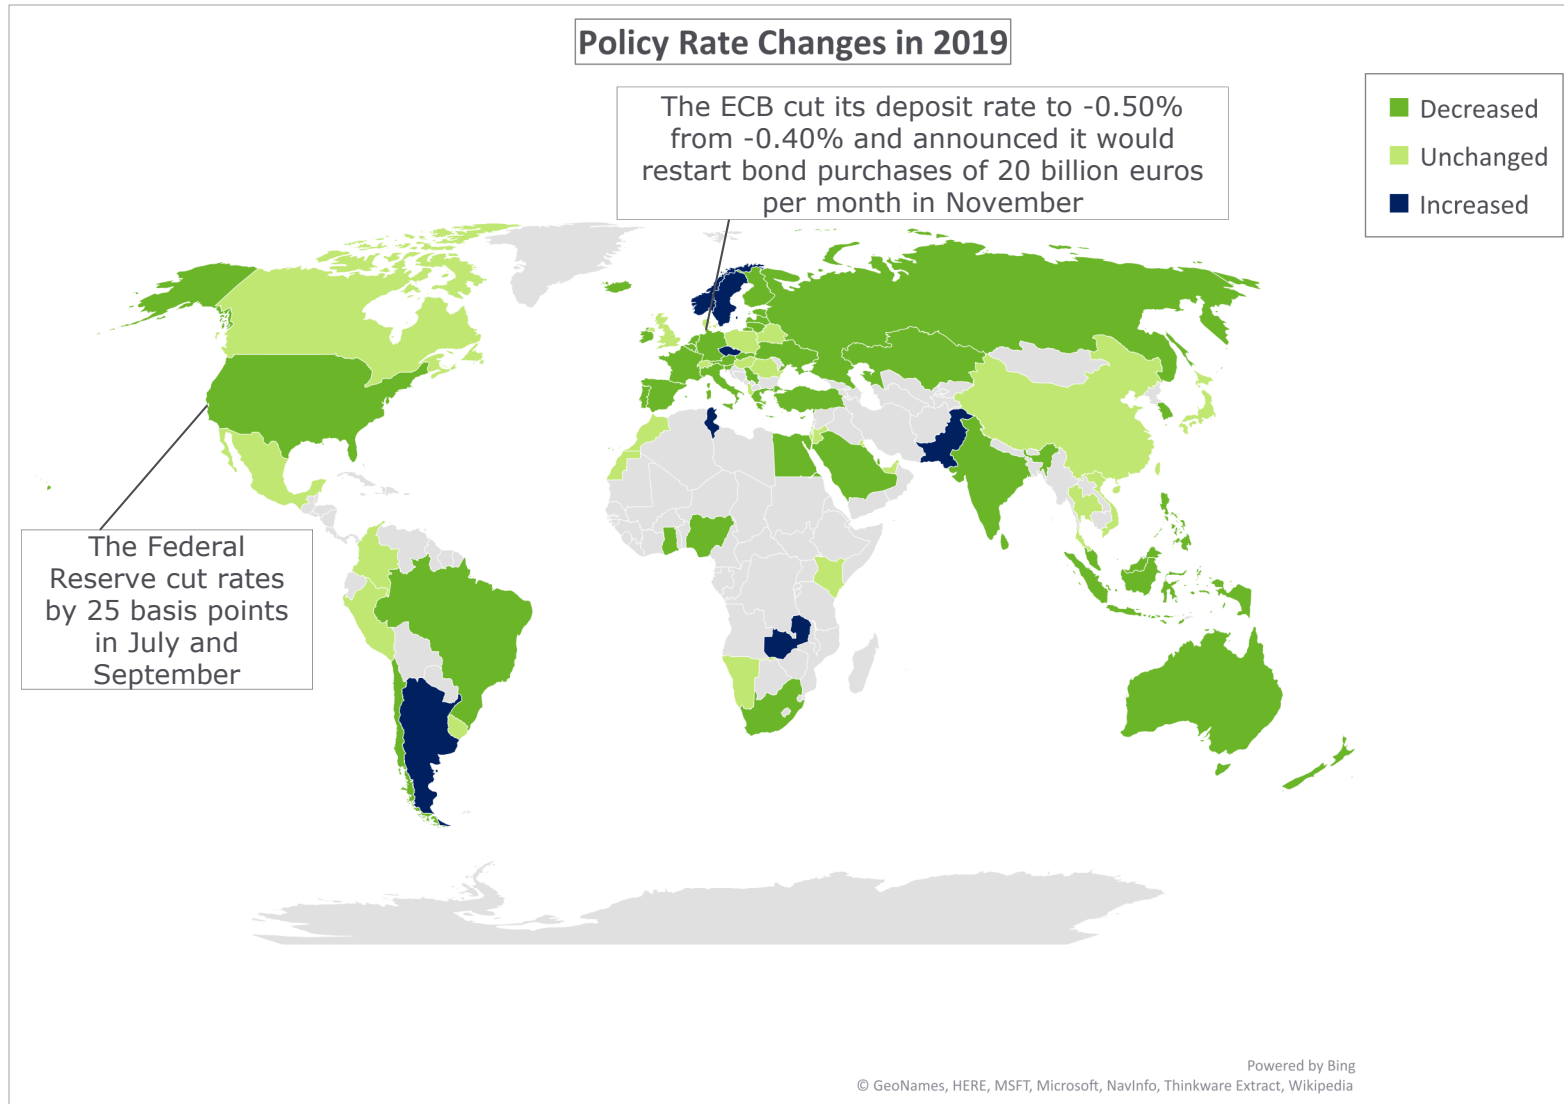 Policy Rate Changes in 2019
The ECB cut its deposit rate to -0.50%
from -0.40% and announced it would
restart bond purchases of 20 billion euros
per month in November
Decreased
Unchanged
Increased
The Federal
Reserve cut rates
by 25 basis points
in July and
September
Powered by Bing
© GeoNames, HERE, MSFT, Microsoft, NavInfo, Thinkware Extract, Wikipedia